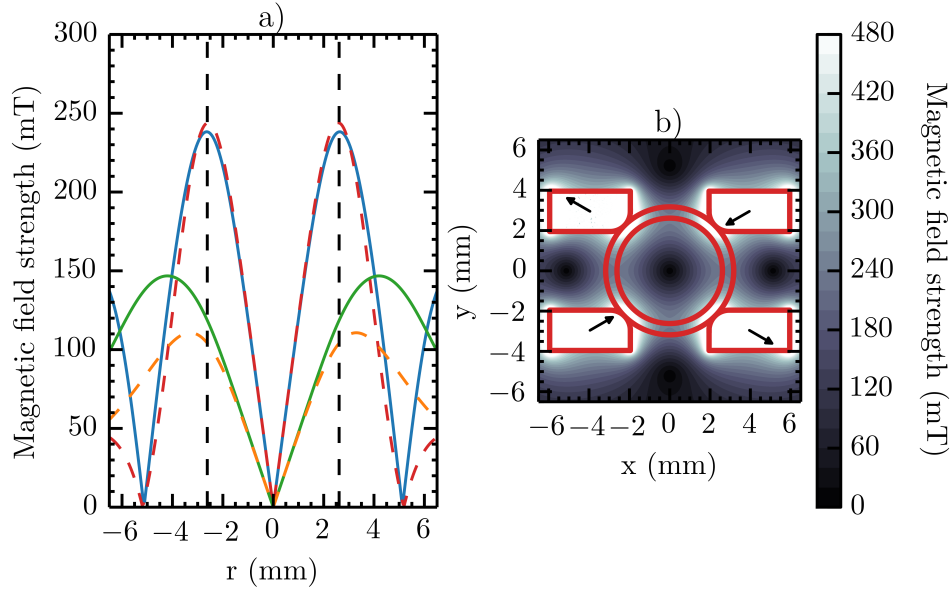 a)
300
250
200
150
100
50
0
Magnetic field strength (mT)
−6 −4 −2 0 2 4 6
r (mm)
b)
6
4
2
0
−2
−4
−6
y (mm)
−6 −4 −2 0 2 4 6
x (mm)
480
420
360
300
240
180
120
60
0
Magnetic field strength (mT)